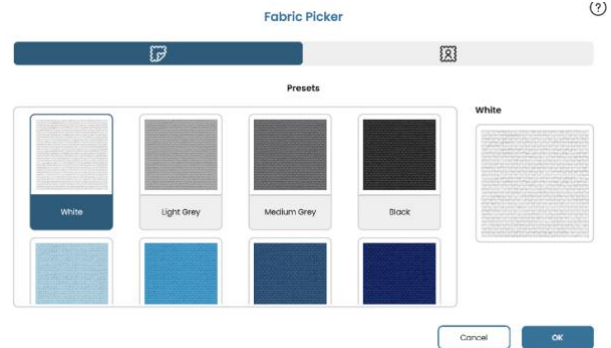 Fabric Picker
?
Presets
White
White
Light Grey
Medium Grey
Black
Cancel
OK